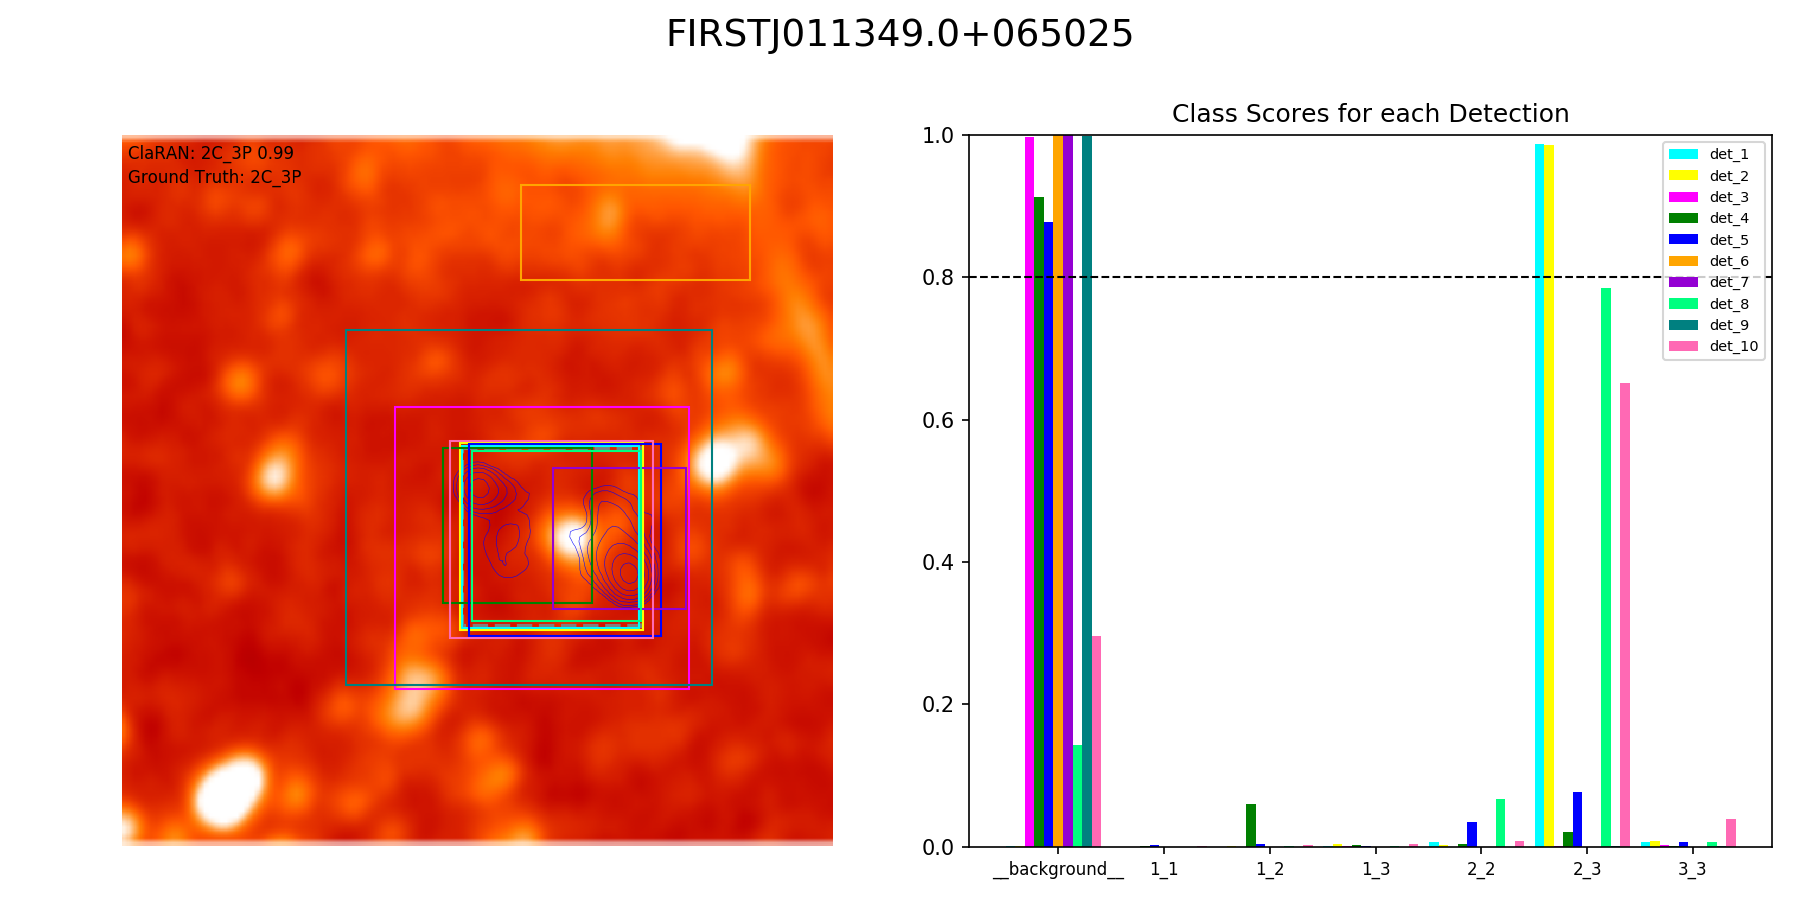 FIRSTJ011349.0+065025
ClaRAN: 2C_3P 0.99
Ground Truth: 2C_3P
Class Scores for each Detection
1.0
0.8
0.6
0.4
0.2
0.0
__background__ 1_1 1_2 1_3 2_2 2_3 3_3
det_1
det_2
det_3
det_4
det_5
det_6
det_7
det_8
det_9
det_10